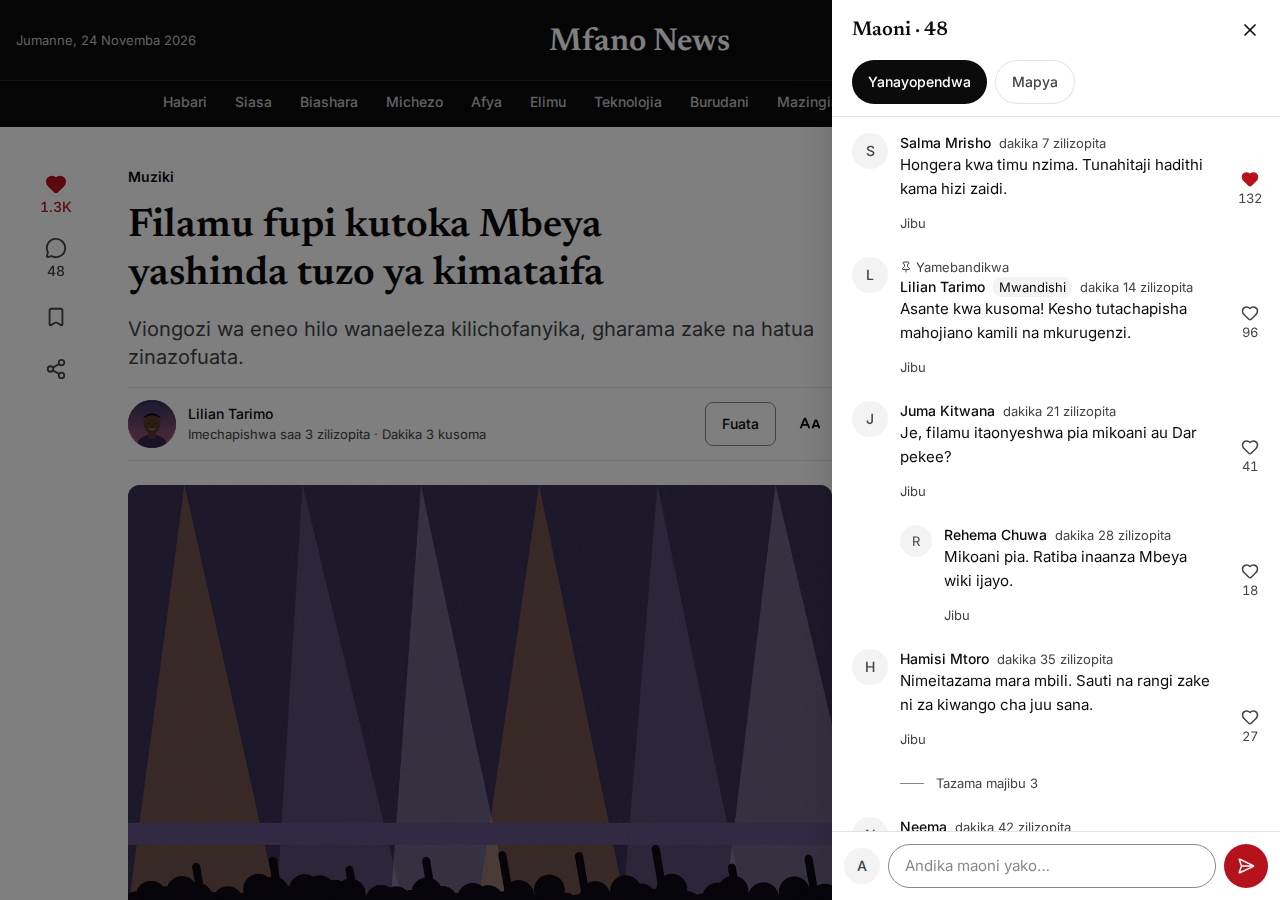 Jumanne, 24 Novemba 2026
Mfano News
Habari Siasa Biashara Michezo Afya Elimu Teknolojia Burudani
1.3K
48
Muziki
Filamu fupi kutoka Mbeya
yashinda tuzo ya kimataifa
Viongozi wa eneo hilo wanaeleza kilichofanyika, gharama zake na hatua
zinazofuata.
Lilian Tarimo
Imechapishwa saa 3 zilizopita · Dakika 3 kusoma
Fuata
AA
Maoni · 48
Yanayopendwa Mapya
S
Salma Mrisho dakika 7 zilizopita
Hongera kwa timu nzima. Tunahitaji hadithi
kama hizi zaidi.
132
Jibu
Yamebandikwa
L
Lilian Tarimo Mwandishi dakika 14 zilizopita
Asante kwa kusoma! Kesho tutachapisha
mahojiano kamili na mkurugenzi.
96
Jibu
J
Juma Kitwana dakika 21 zilizopita
Je, filamu itaonyeshwa pia mikoani au Dar
pekee?
41
Jibu
R
Rehema Chuwa dakika 28 zilizopita
Mikoani pia. Ratiba inaanza Mbeya
wiki ijayo.
18
Jibu
H
Hamisi Mtoro dakika 35 zilizopita
Nimeitazama mara mbili. Sauti na rangi zake
ni za kiwango cha juu sana.
27
Jibu
Tazama majibu 3
Neema dakika 42 zilizopita
A
Andika maoni yako...